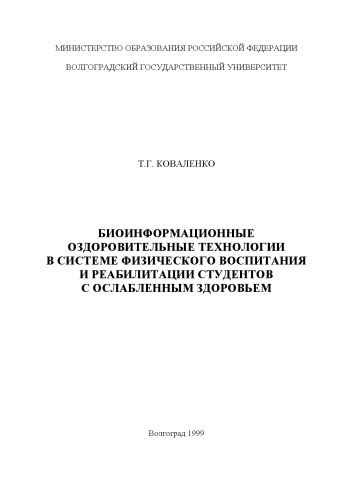 МИНИСТЕРСТВО ОБРАЗОВАНИЯ РОССИЙСКОЙ ФЕДЕРАЦИИ
ВОЛГОГРАДСКИЙ ГОСУДАРСТВЕННЫЙ УНИВЕРСИТЕТ
Т.Г. КОВАЛЕНКО
БИОИНФОРМАЦИОННЫЕ
ОЗДОРОВИТЕЛЬНЫЕ ТЕХНОЛОГИИ
В СИСТЕМЕ ФИЗИЧЕСКОГО ВОСПИТАНИЯ
И РЕАБИЛИТАЦИИ СТУДЕНТОВ
С ОСЛАБЛЕННЫМ ЗДОРОВЬЕМ
Волгоград 1999